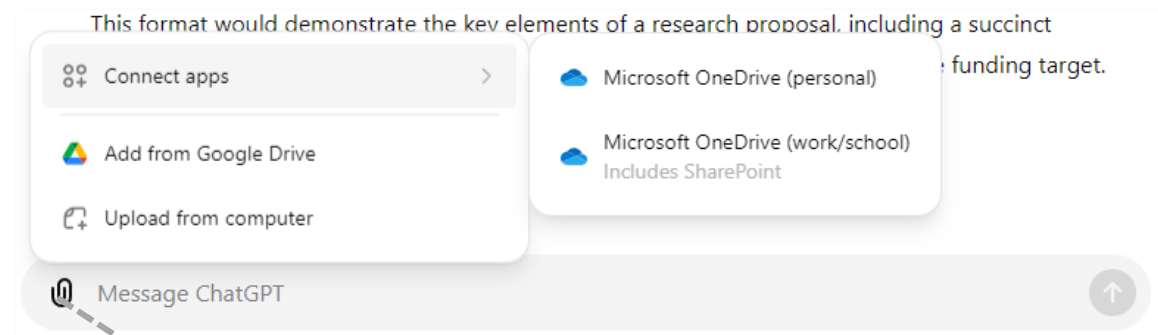 This format would demonstrate the key elements of a research proposal, including a succinct
funding target.
Connect apps
Microsoft OneDrive (personal)
Microsoft OneDrive (work/school)
Includes SharePoint
Add from Google Drive
Upload from computer
Message ChatGPT